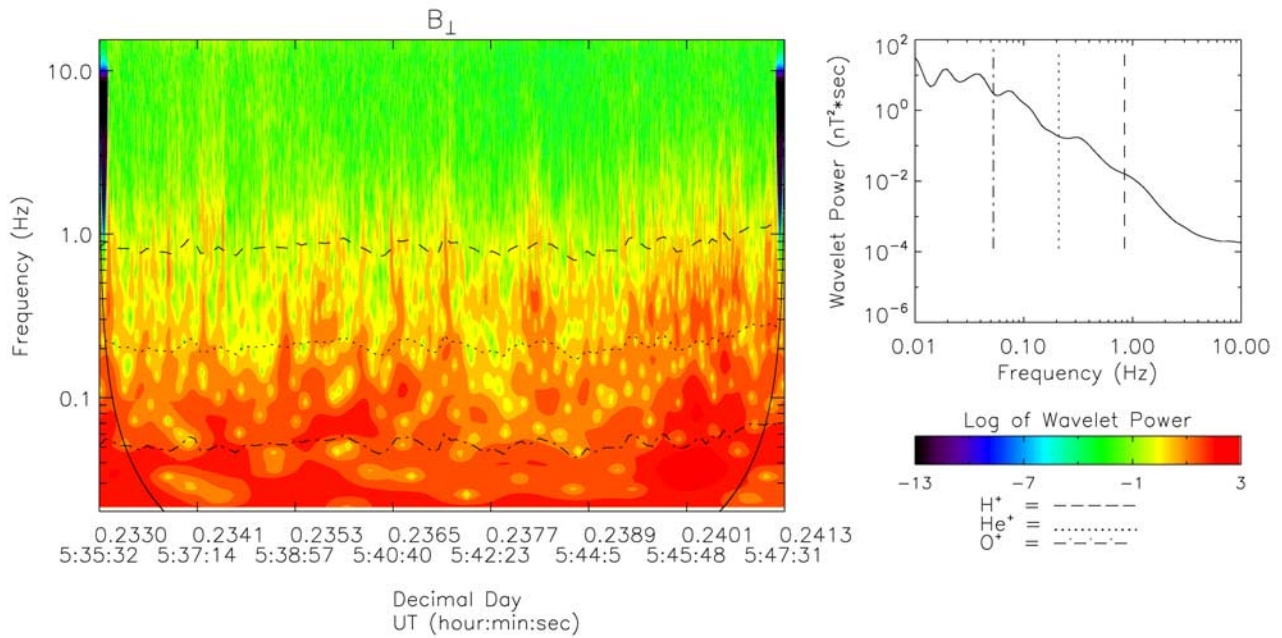 B⊥
10.0
1.0
0.1
Frequency (Hz)
0.2330 0.2341 0.2353 0.2365 0.2377 0.2389 0.2401 0.2413
5:35:32 5:37:14 5:38:57 5:40:40 5:42:23 5:44:5 5:45:48 5:47:31
Decimal Day
UT (hour:min:sec)
Wavelet Power (nT²*sec)
10²
10⁰
10⁻²
10⁻⁴
10⁻⁶
0.01 0.10 1.00 10.00
Frequency (Hz)
Log of Wavelet Power
−13 −7 −1 3
H⁺ =
He⁺ =
O⁺ =